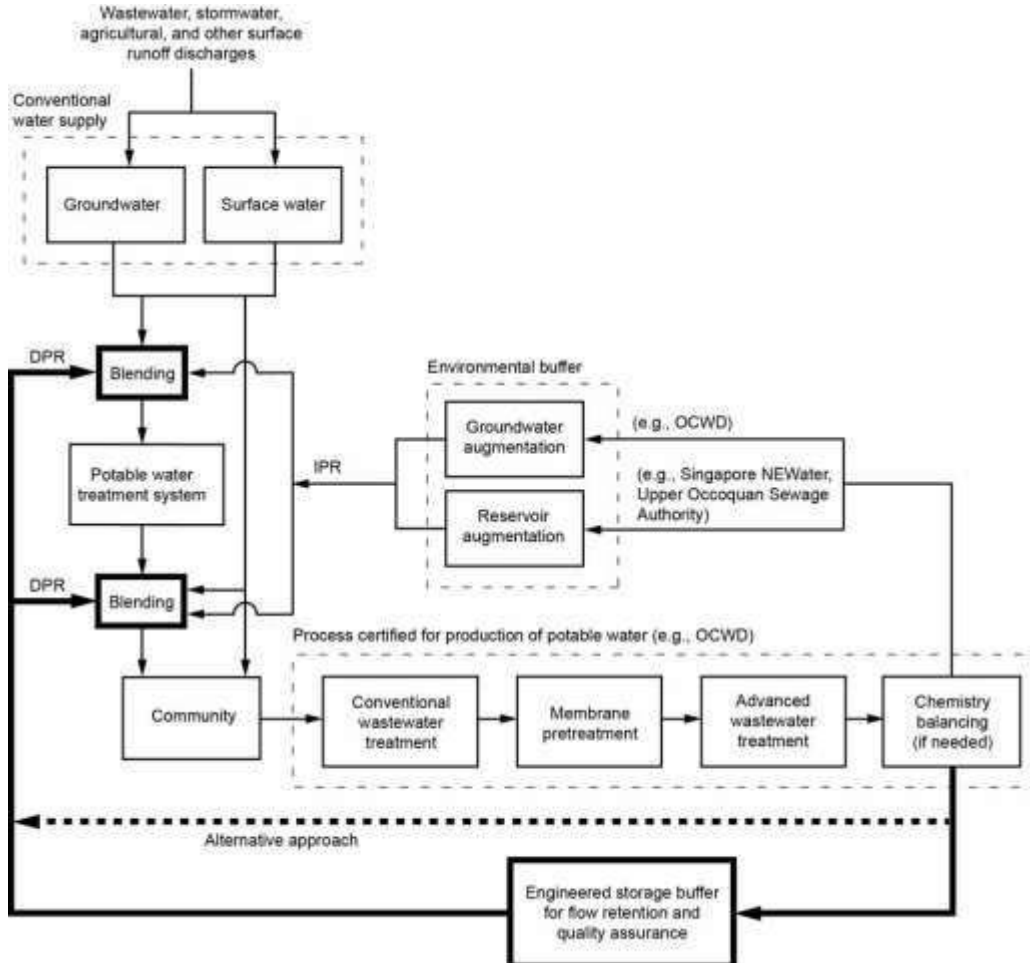 Wastewater, stormwater,
agricultural, and other surface
runoff discharges
Conventional
water supply
Groundwater
Surface water
DPR
Blending
Environmental buffer
Groundwater
augmentation
(e.g., OCWD)
Potable water
treatment system
IPR
(e.g., Singapore NEWater,
Upper Occoquan Sewage
Authority)
Reservoir
augmentation
DPR
Blending
Process certified for production of potable water (e.g., OCWD)
Community
Conventional
wastewater
treatment
Membrane
pretreatment
Advanced
wastewater
treatment
Chemistry
balancing
(if needed)
Alternative approach
Engineered storage buffer
for flow retention and
quality assurance